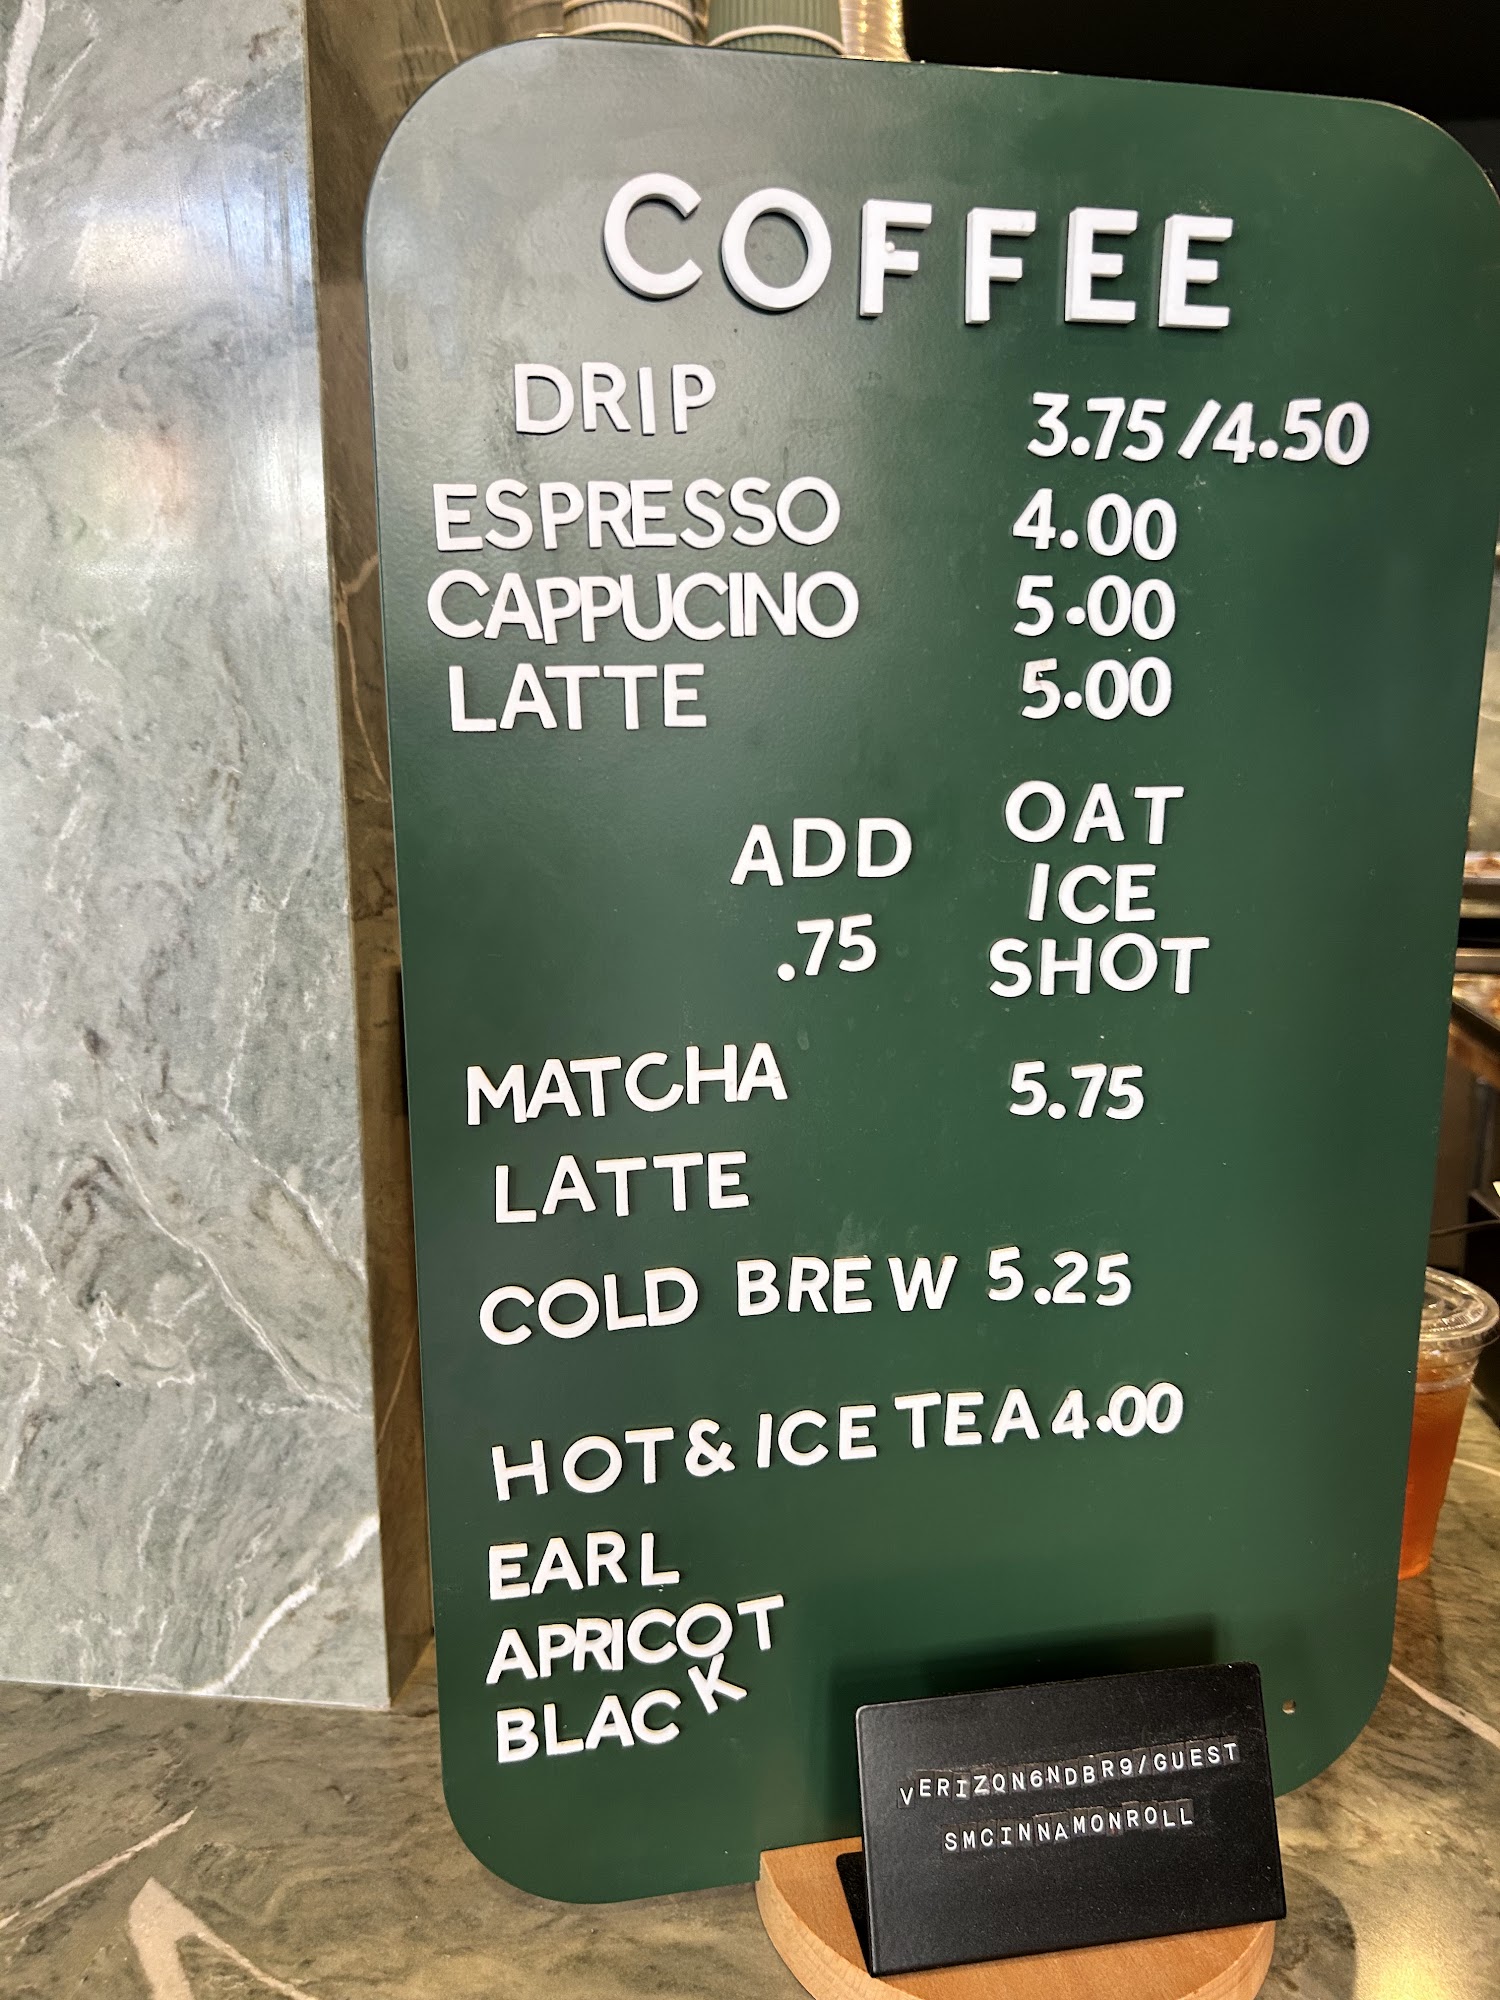 COFFEE
DRIP 3.75/4.50
ESPRESSO 4.00
CAPPUCINO 5.00
LATTE 5.00
ADD .75
OAT
ICE
SHOT
MATCHA 5.75
LATTE
COLD BREW 5.25
HOT & ICE TEA 4.00
EARL
APRICOT
BLACK
VERIZON6NDBR9/GUEST
SMCINNAMONROLL